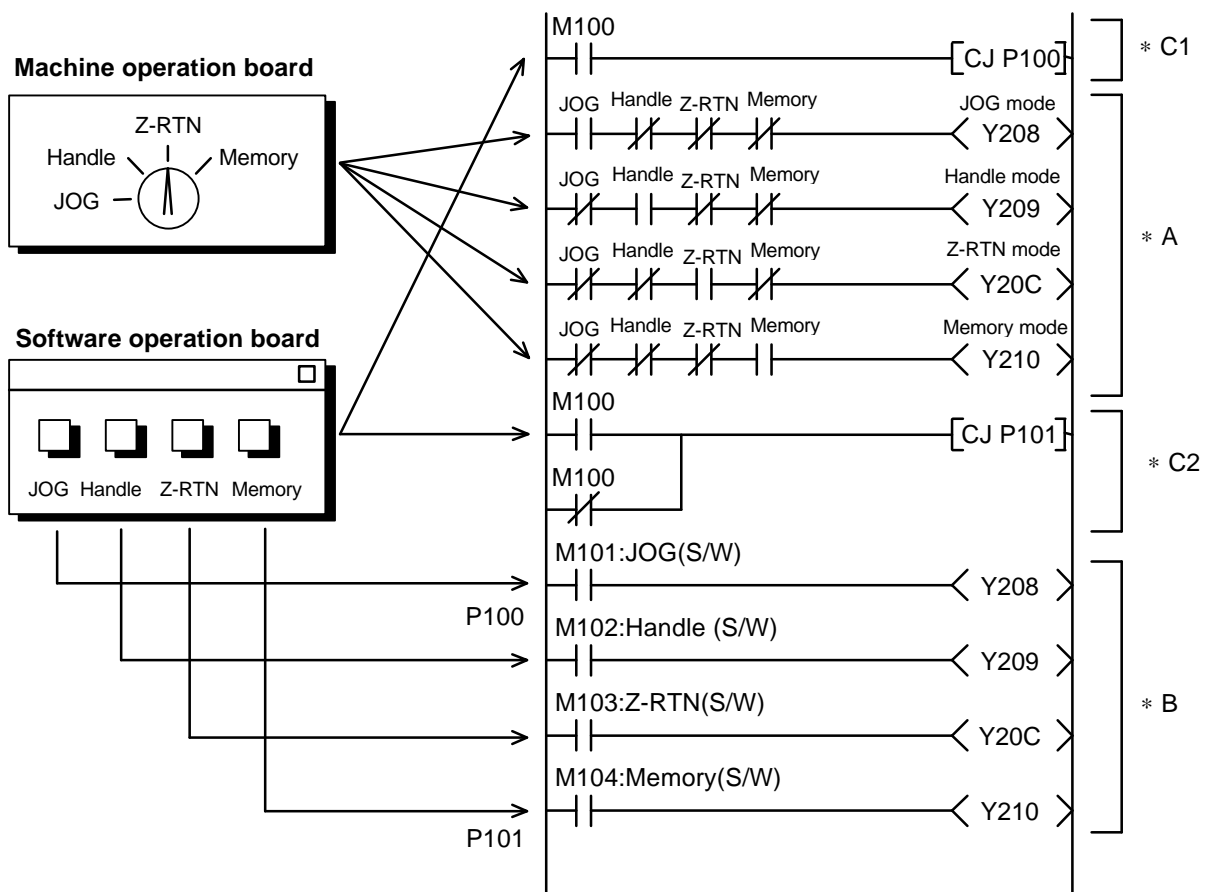 Machine operation board
Z-RTN
Handle
Memory
JOG
Software operation board
JOG Handle Z-RTN Memory
M100
CJ P100
* C1
JOG Handle Z-RTN Memory
JOG mode
Y208
JOG Handle Z-RTN Memory
Handle mode
Y209
* A
JOG Handle Z-RTN Memory
Z-RTN mode
Y20C
JOG Handle Z-RTN Memory
Memory mode
Y210
M100
CJ P101
* C2
M100
M101:JOG(S/W)
Y208
P100
M102:Handle (S/W)
Y209
M103:Z-RTN(S/W)
Y20C
* B
M104:Memory(S/W)
Y210
P101